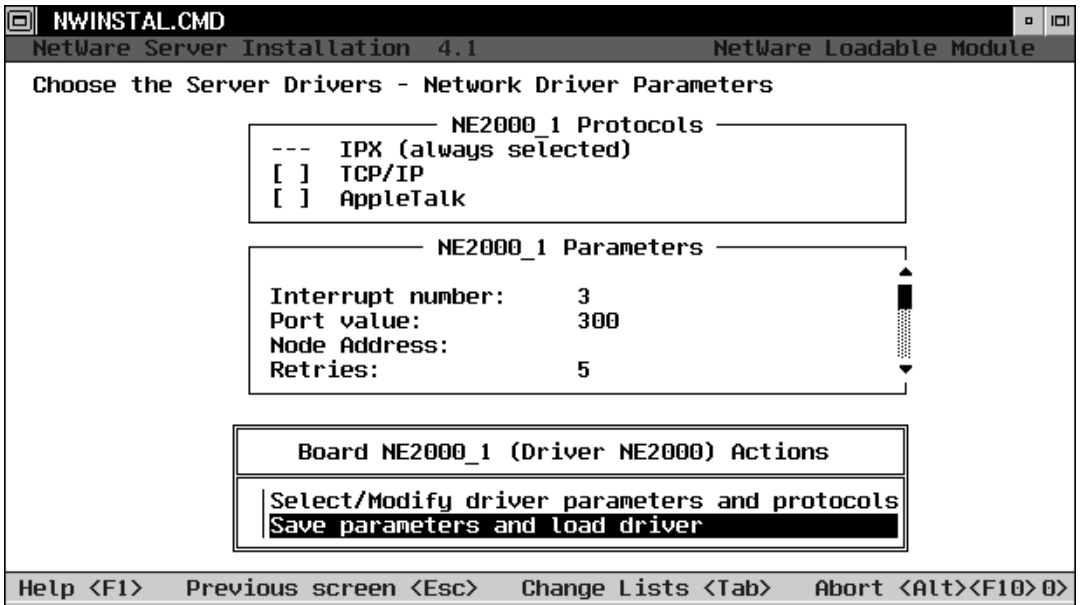 NWINSTAL.CMD
NetWare Server Installation 4.1 NetWare Loadable Module
Choose the Server Drivers - Network Driver Parameters
NE2000_1 Protocols
--- IPX (always selected)
[ ] TCP/IP
[ ] AppleTalk
NE2000_1 Parameters
Interrupt number: 3
Port value: 300
Node Address:
Retries: 5
Board NE2000_1 (Driver NE2000) Actions
Select/Modify driver parameters and protocols
Save parameters and load driver
Help <F1> Previous screen <Esc> Change Lists <Tab> Abort <Alt><F10>0>